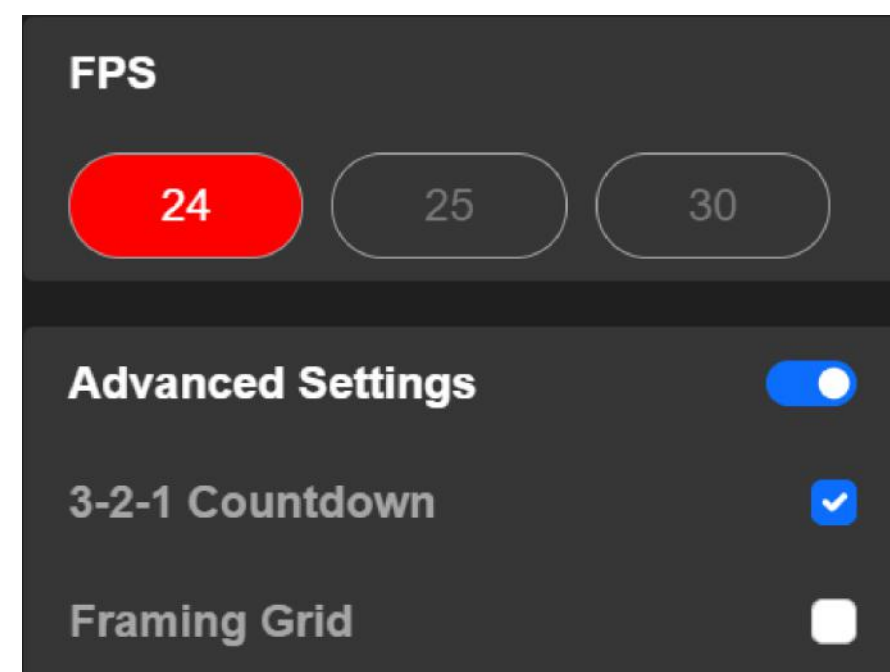 FPS
24 25 30
Advanced Settings
3-2-1 Countdown
Framing Grid